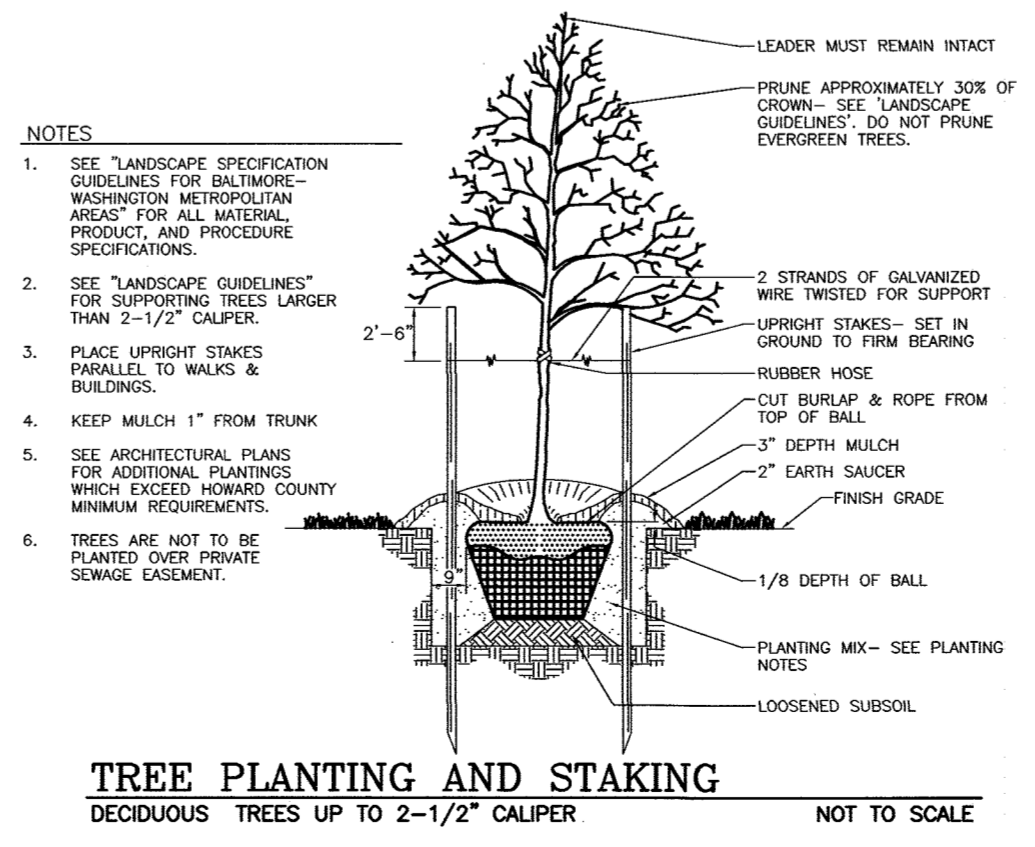 NOTES
1. SEE "LANDSCAPE SPECIFICATION
GUIDELINES FOR BALTIMORE-
WASHINGTON METROPOLITAN
AREAS" FOR ALL MATERIAL,
PRODUCT, AND PROCEDURE
SPECIFICATIONS.
2. SEE "LANDSCAPE GUIDELINES"
FOR SUPPORTING TREES LARGER
THAN 2-1/2" CALIPER.
3. PLACE UPRIGHT STAKES
PARALLEL TO WALKS &
BUILDINGS.
4. KEEP MULCH 1" FROM TRUNK
5. SEE ARCHITECTURAL PLANS
FOR ADDITIONAL PLANTINGS
WHICH EXCEED HOWARD COUNTY
MINIMUM REQUIREMENTS.
6. TREES ARE NOT TO BE
PLANTED OVER PRIVATE
SEWAGE EASEMENT.
2'-6"
9"
LEADER MUST REMAIN INTACT
PRUNE APPROXIMATELY 30% OF
CROWN- SEE 'LANDSCAPE
GUIDELINES'. DO NOT PRUNE
EVERGREEN TREES.
2 STRANDS OF GALVANIZED
WIRE TWISTED FOR SUPPORT
UPRIGHT STAKES- SET IN
GROUND TO FIRM BEARING
RUBBER HOSE
CUT BURLAP & ROPE FROM
TOP OF BALL
3" DEPTH MULCH
2" EARTH SAUCER
FINISH GRADE
1/8 DEPTH OF BALL
PLANTING MIX- SEE PLANTING
NOTES
LOOSENED SUBSOIL
TREE PLANTING AND STAKING
DECIDUOUS TREES UP TO 2-1/2" CALIPER
NOT TO SCALE